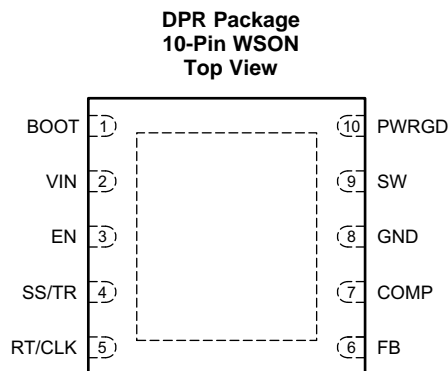 DPR Package
10-Pin WSON
Top View
BOOT 1 10 PWRGD
VIN 2 9 SW
EN 3 8 GND
SS/TR 4 7 COMP
RT/CLK 5 6 FB